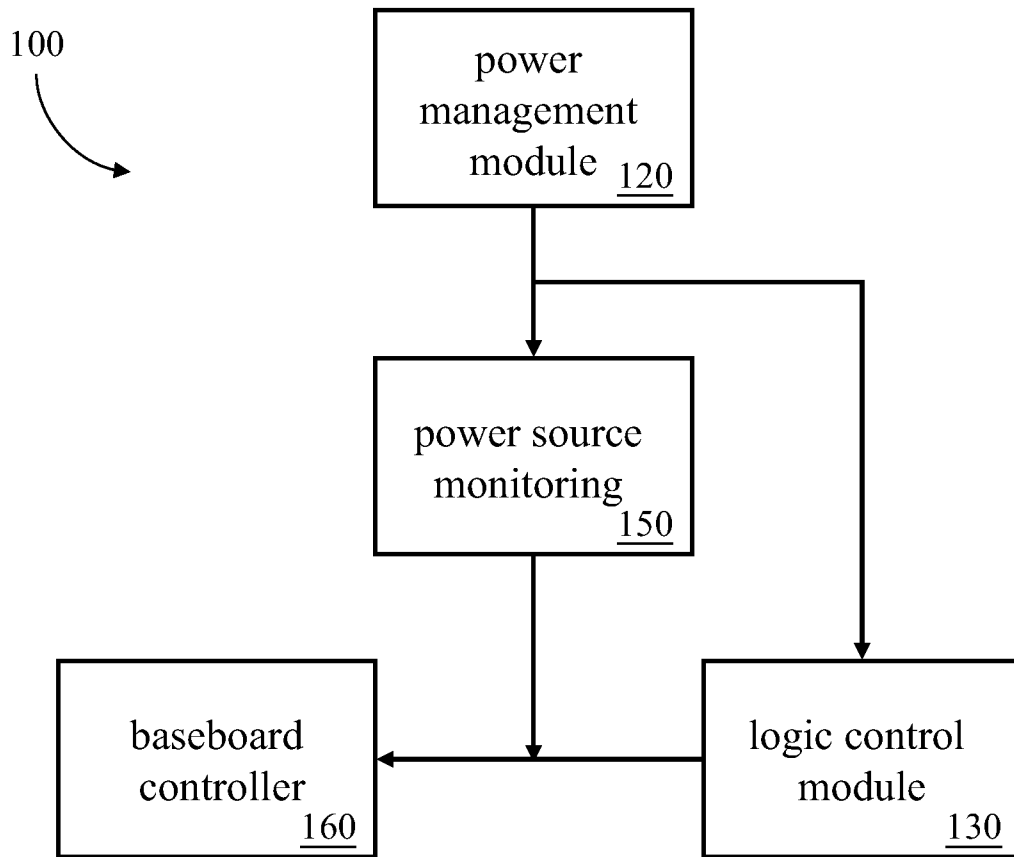 100
power
management
module
120
power source
monitoring
150
baseboard
controller
160
logic control
module
130